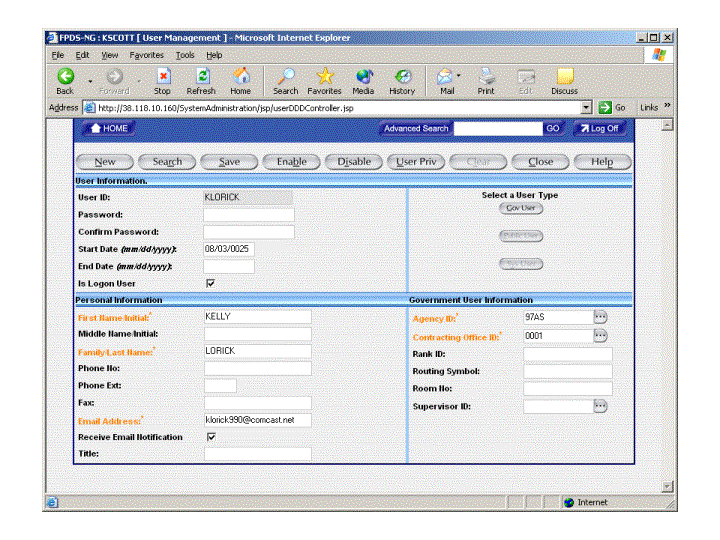 FPDS-NG : KSCOTT [ User Management ] - Microsoft Internet Explorer
File Edit View Favorites Tools Help
Back Forward Stop Refresh Home Search Favorites Media History Mail Print Edit Discuss
Address http://38.118.10.160/SystemAdministration/jsp/userDDDController.jsp Go Links »
HOME Advanced Search GO Log Off
New Search Save Enable Disable User Priv Clear Close Help
User Information.
User ID: KLORICK Select a User Type
Password: Gov User
Confirm Password: Public User
Start Date (mm/dd/yyyy): 08/03/0025
End Date (mm/dd/yyyy): Sys User
Is Logon User
Personal Information Government User Information
First Name/Initial:* KELLY Agency ID:* 97AS
Middle Name/Initial: Contracting Office ID:* 0001
Family/Last Name:* LORICK Rank ID:
Phone No: Routing Symbol:
Phone Ext: Room No:
Fax: Supervisor ID:
Email Address:* klorick990@comcast.net
Receive Email Notification
Title:
Internet